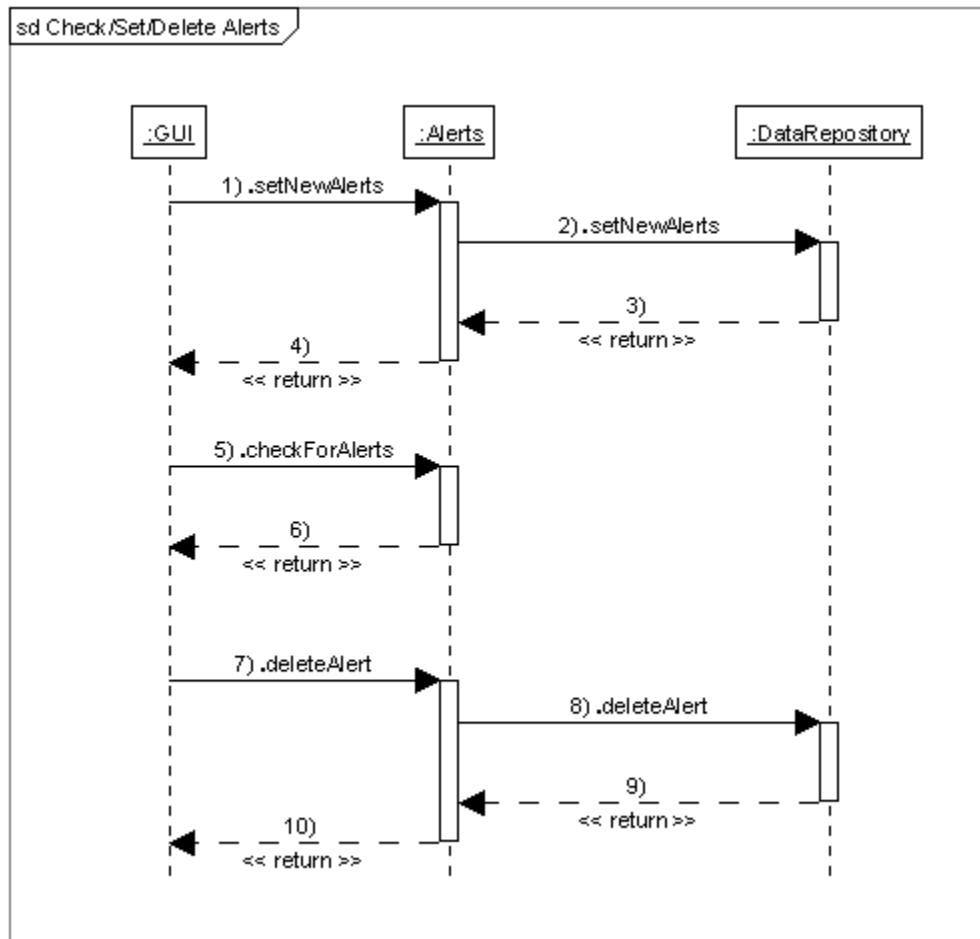 sd Check/Set/Delete Alerts
:GUI
:Alerts
:DataRepository
1) .setNewAlerts
2) .setNewAlerts
3)
<< return >>
4)
<< return >>
5) .checkForAlerts
6)
<< return >>
7) .deleteAlert
8) .deleteAlert
9)
<< return >>
10)
<< return >>